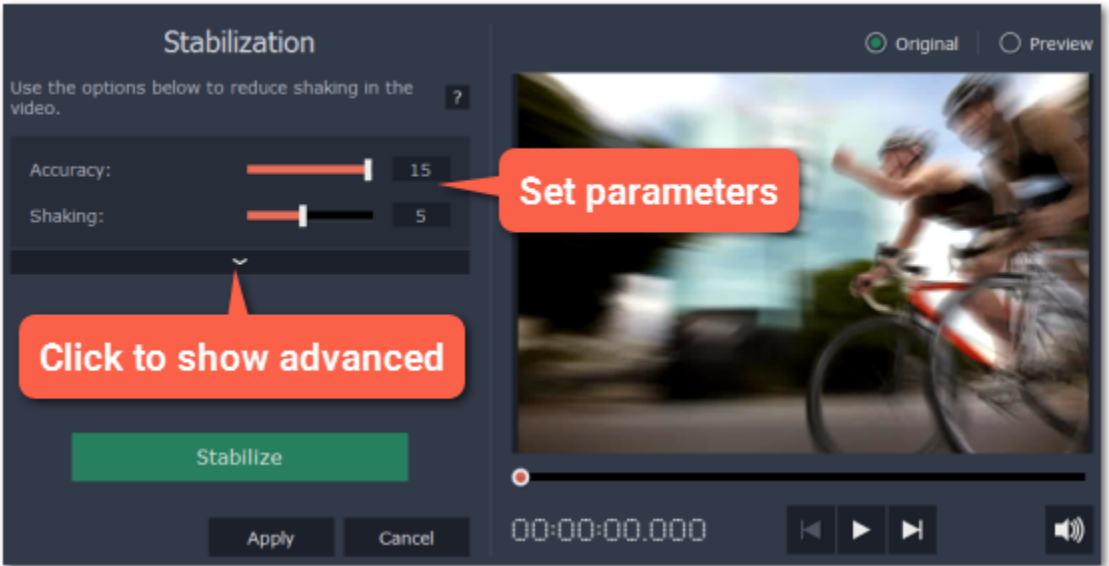 Stabilization
Original
Preview
Use the options below to reduce shaking in the
video.
?
Accuracy:
15
Shaking:
5
Set parameters
Click to show advanced
Stabilize
Apply
Cancel
00:00:00.000